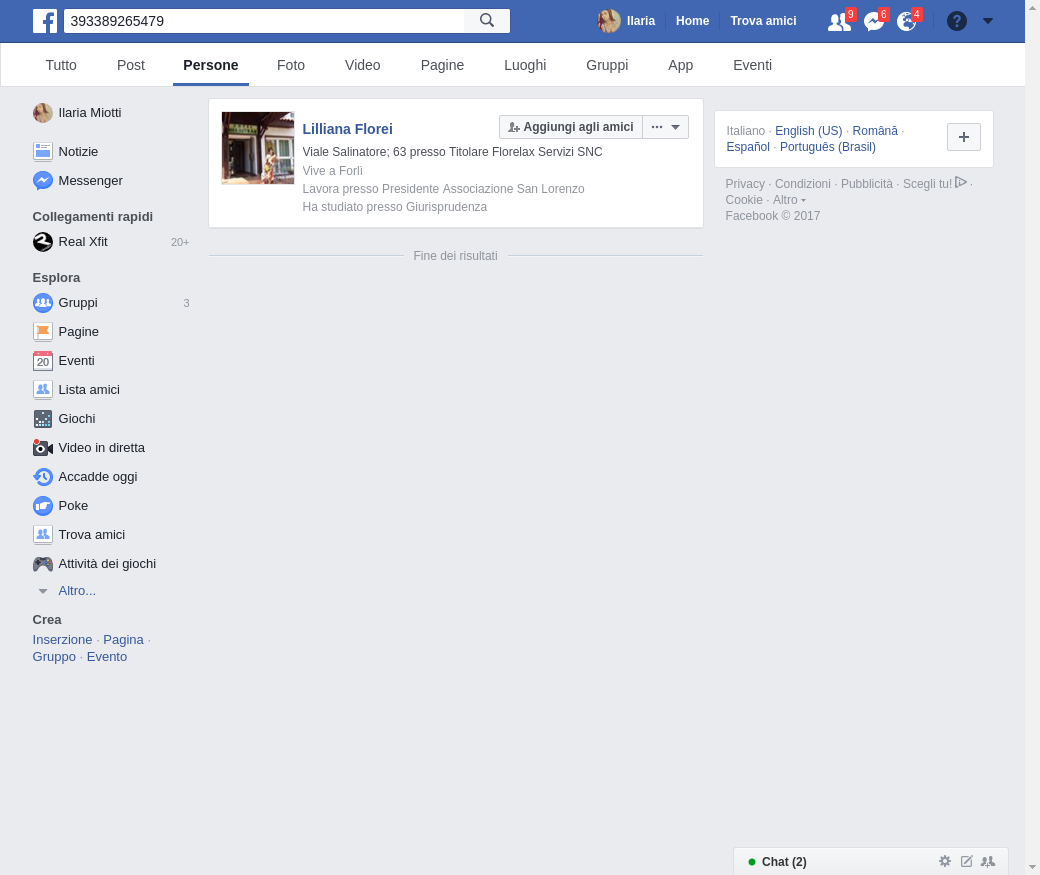 393389265479
Ilaria
Home
Trova amici
9
6
4
?
Tutto
Post
Persone
Foto
Video
Pagine
Luoghi
Gruppi
App
Eventi
Ilaria Miotti
Notizie
Messenger
Collegamenti rapidi
Real Xfit 20+
Esplora
Gruppi 3
Pagine
20 Eventi
Lista amici
Giochi
Video in diretta
Accadde oggi
Poke
Trova amici
Attività dei giochi
Altro...
Crea
Inserzione · Pagina ·
Gruppo · Evento
Lilliana Florei
Aggiungi agli amici
Viale Salinatore; 63 presso Titolare Florelax Servizi SNC
Vive a Forlì
Lavora presso Presidente Associazione San Lorenzo
Ha studiato presso Giurisprudenza
Fine dei risultati
Italiano · English (US) · Română ·
Español · Português (Brasil)
Privacy · Condizioni · Pubblicità · Scegli tu! ·
Cookie · Altro
Facebook © 2017
Chat (2)